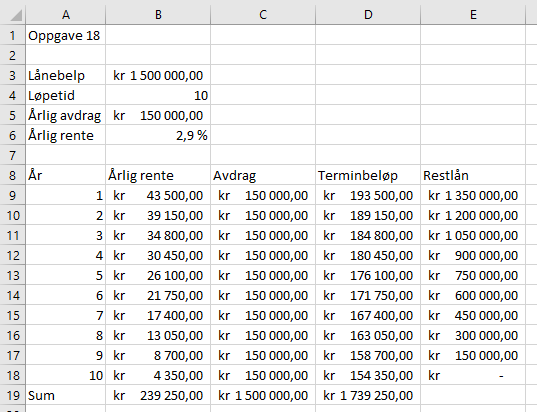 A B C D E
1 Oppgave 18
2
3 Lånebelp kr 1 500 000,00
4 Løpetid 10
5 Årlig avdrag kr 150 000,00
6 Årlig rente 2,9 %
7
8 År Årlig rente Avdrag Terminbeløp Restlån
9 1 kr 43 500,00 kr 150 000,00 kr 193 500,00 kr 1 350 000,00
10 2 kr 39 150,00 kr 150 000,00 kr 189 150,00 kr 1 200 000,00
11 3 kr 34 800,00 kr 150 000,00 kr 184 800,00 kr 1 050 000,00
12 4 kr 30 450,00 kr 150 000,00 kr 180 450,00 kr 900 000,00
13 5 kr 26 100,00 kr 150 000,00 kr 176 100,00 kr 750 000,00
14 6 kr 21 750,00 kr 150 000,00 kr 171 750,00 kr 600 000,00
15 7 kr 17 400,00 kr 150 000,00 kr 167 400,00 kr 450 000,00
16 8 kr 13 050,00 kr 150 000,00 kr 163 050,00 kr 300 000,00
17 9 kr 8 700,00 kr 150 000,00 kr 158 700,00 kr 150 000,00
18 10 kr 4 350,00 kr 150 000,00 kr 154 350,00 kr -
19 Sum kr 239 250,00 kr 1 500 000,00 kr 1 739 250,00